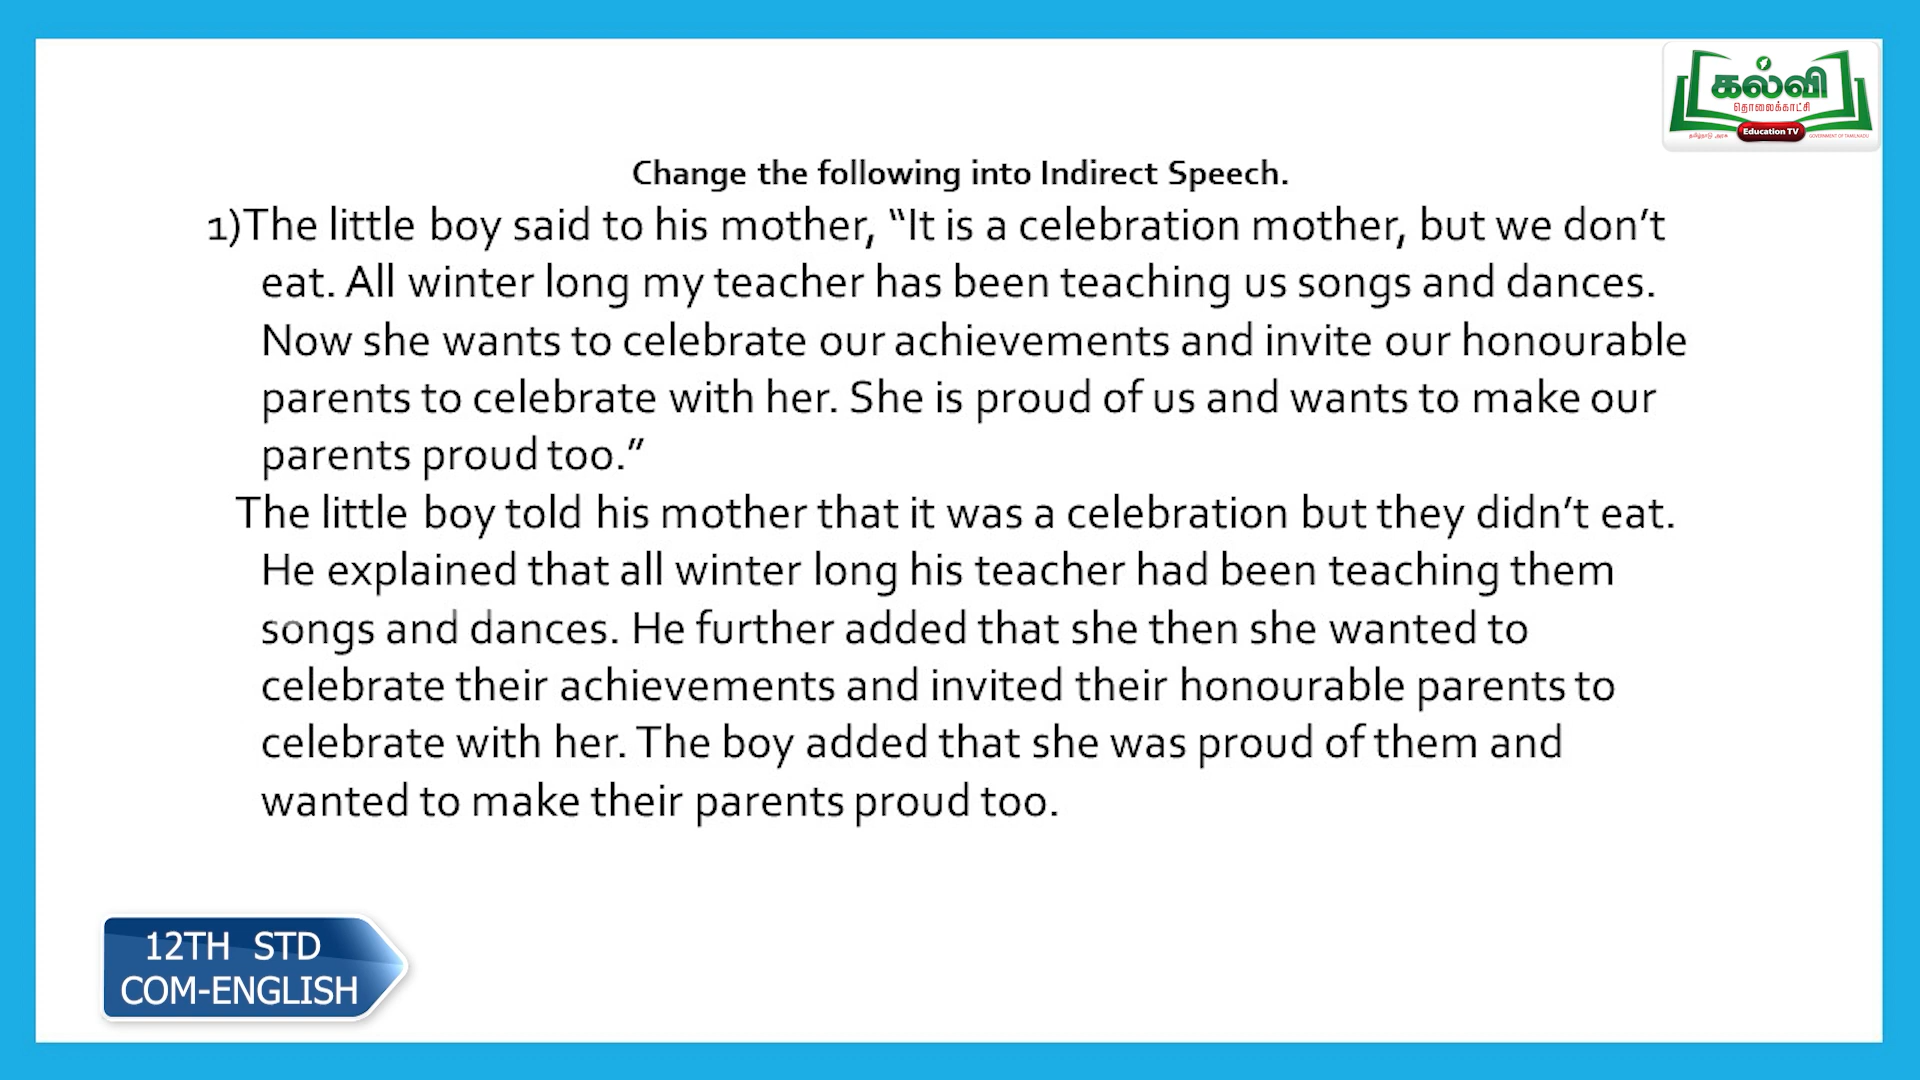 கல்வி
தொலைக்காட்சி
தமிழ்நாடு அரசு Education TV GOVERNMENT OF TAMILNADU
Change the following into Indirect Speech.
1)The little boy said to his mother, “It is a celebration mother, but we don’t
eat. All winter long my teacher has been teaching us songs and dances.
Now she wants to celebrate our achievements and invite our honourable
parents to celebrate with her. She is proud of us and wants to make our
parents proud too.”
The little boy told his mother that it was a celebration but they didn’t eat.
He explained that all winter long his teacher had been teaching them
songs and dances. He further added that she then she wanted to
celebrate their achievements and invited their honourable parents to
celebrate with her. The boy added that she was proud of them and
wanted to make their parents proud too.
12TH STD
COM-ENGLISH